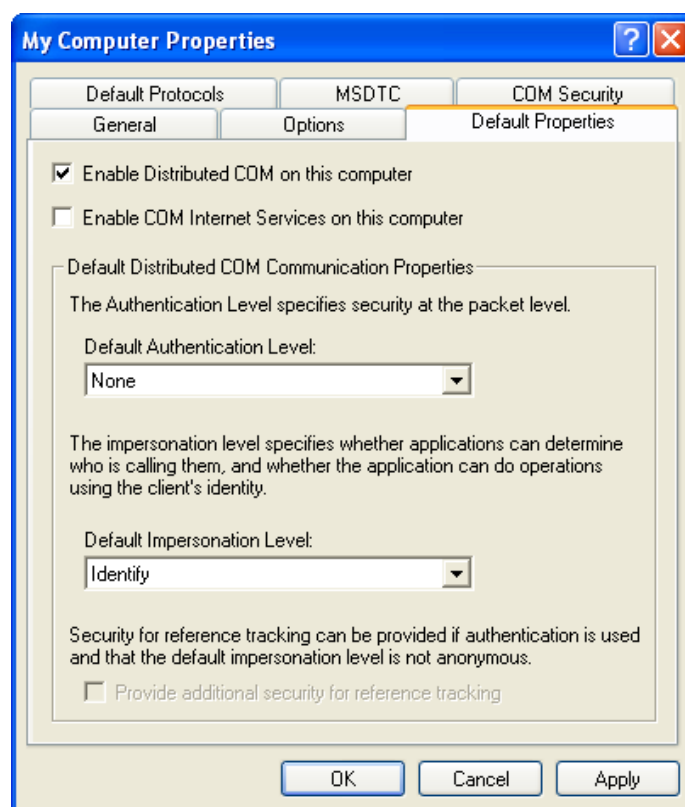 My Computer Properties
Default Protocols MSDTC COM Security
General Options Default Properties
Enable Distributed COM on this computer
Enable COM Internet Services on this computer
Default Distributed COM Communication Properties
The Authentication Level specifies security at the packet level.
Default Authentication Level:
None
The impersonation level specifies whether applications can determine
who is calling them, and whether the application can do operations
using the client's identity.
Default Impersonation Level:
Identify
Security for reference tracking can be provided if authentication is used
and that the default impersonation level is not anonymous.
Provide additional security for reference tracking
OK Cancel Apply